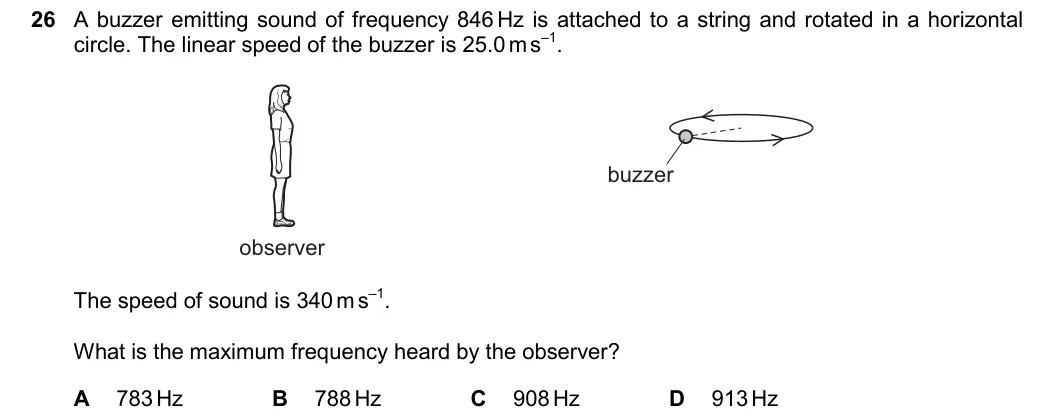 26 A buzzer emitting sound of frequency 846 Hz is attached to a string and rotated in a horizontal
circle. The linear speed of the buzzer is 25.0 m s⁻¹.
buzzer
observer
The speed of sound is 340 m s⁻¹.
What is the maximum frequency heard by the observer?
A 783 Hz B 788 Hz C 908 Hz D 913 Hz